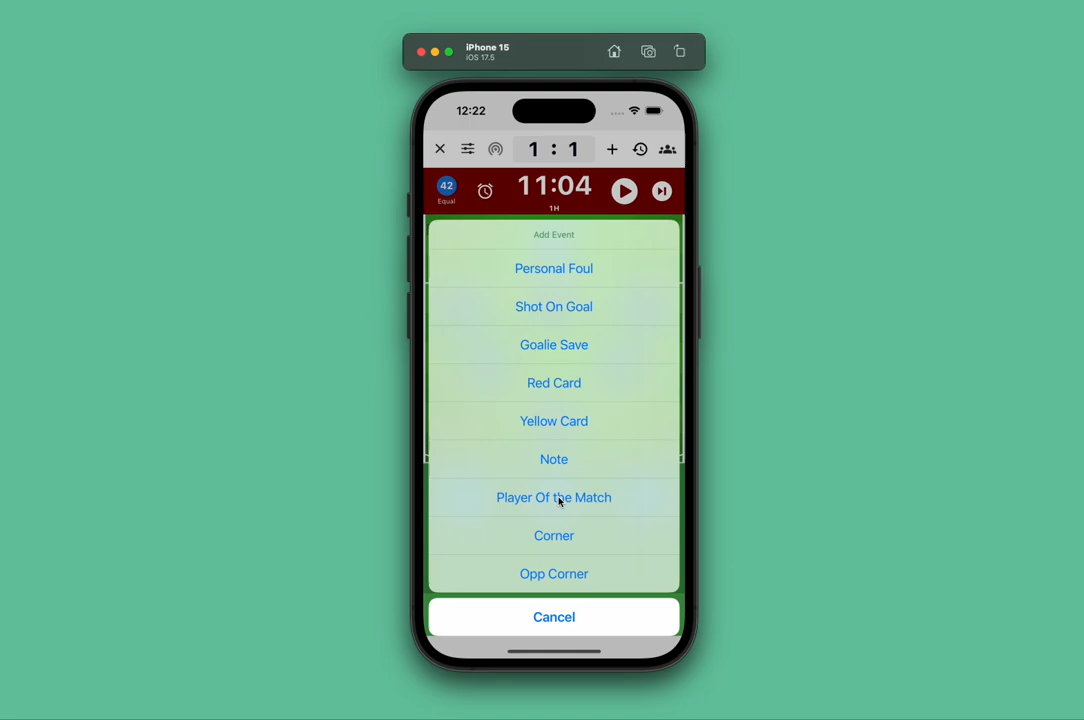 iPhone 15
iOS 17.5
12:22
1 : 1
42
Equal
11:04
1H
Add Event
Personal Foul
Shot On Goal
Goalie Save
Red Card
Yellow Card
Note
Player Of the Match
Corner
Opp Corner
Cancel